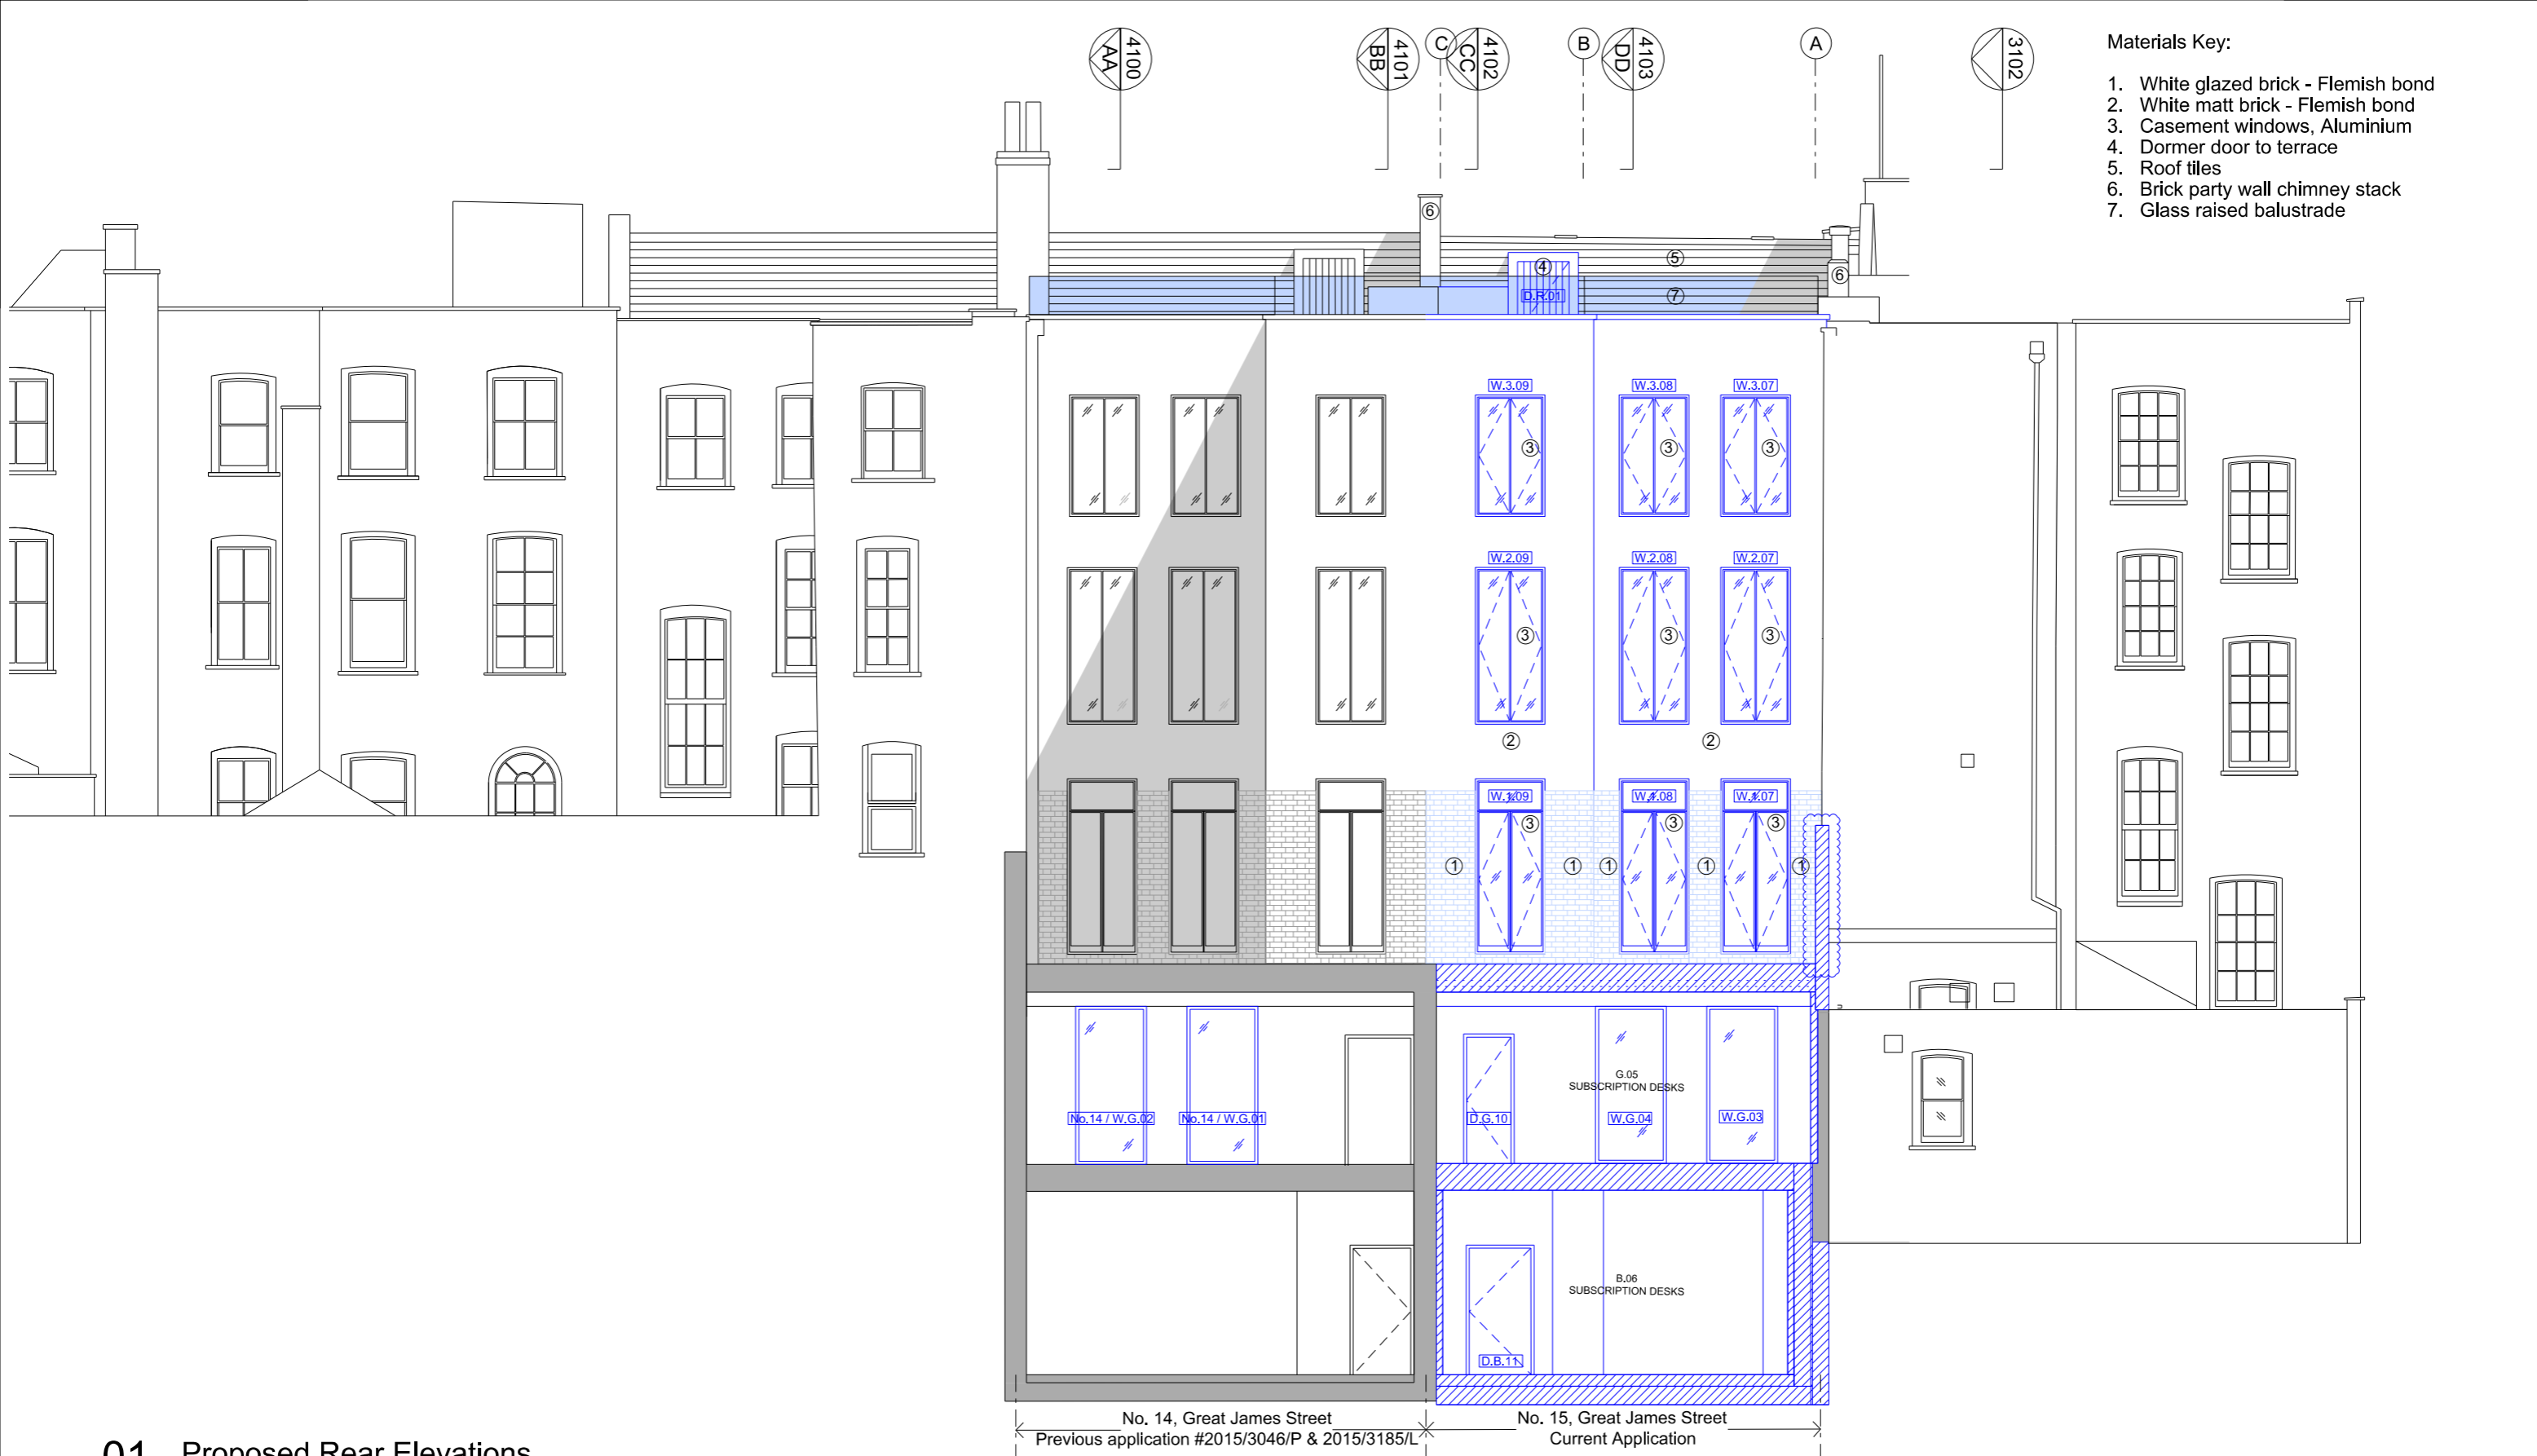 4100
AA
4101
BB
C
4102
CC
B
4103
DD
A
3102
Materials Key:
1. White glazed brick - Flemish bond
2. White matt brick - Flemish bond
3. Casement windows, Aluminium
4. Dormer door to terrace
5. Roof tiles
6. Brick party wall chimney stack
7. Glass raised balustrade
6
4
5
6
D.R.01
7
W.3.09
W.3.08
W.3.07
3
3
3
W.2.09
W.2.08
W.2.07
3
3
3
2
2
W.1.09
W.1.08
W.1.07
3
3
3
1
1
1
1
1
G.05
SUBSCRIPTION DESKS
No.14 / W.G.02
No.14 / W.G.01
D.G.10
W.G.04
W.G.03
B.06
SUBSCRIPTION DESKS
D.B.11
No. 14, Great James Street
Previous application #2015/3046/P & 2015/3185/L
No. 15, Great James Street
Current Application
01 Proposed Rear Elevations